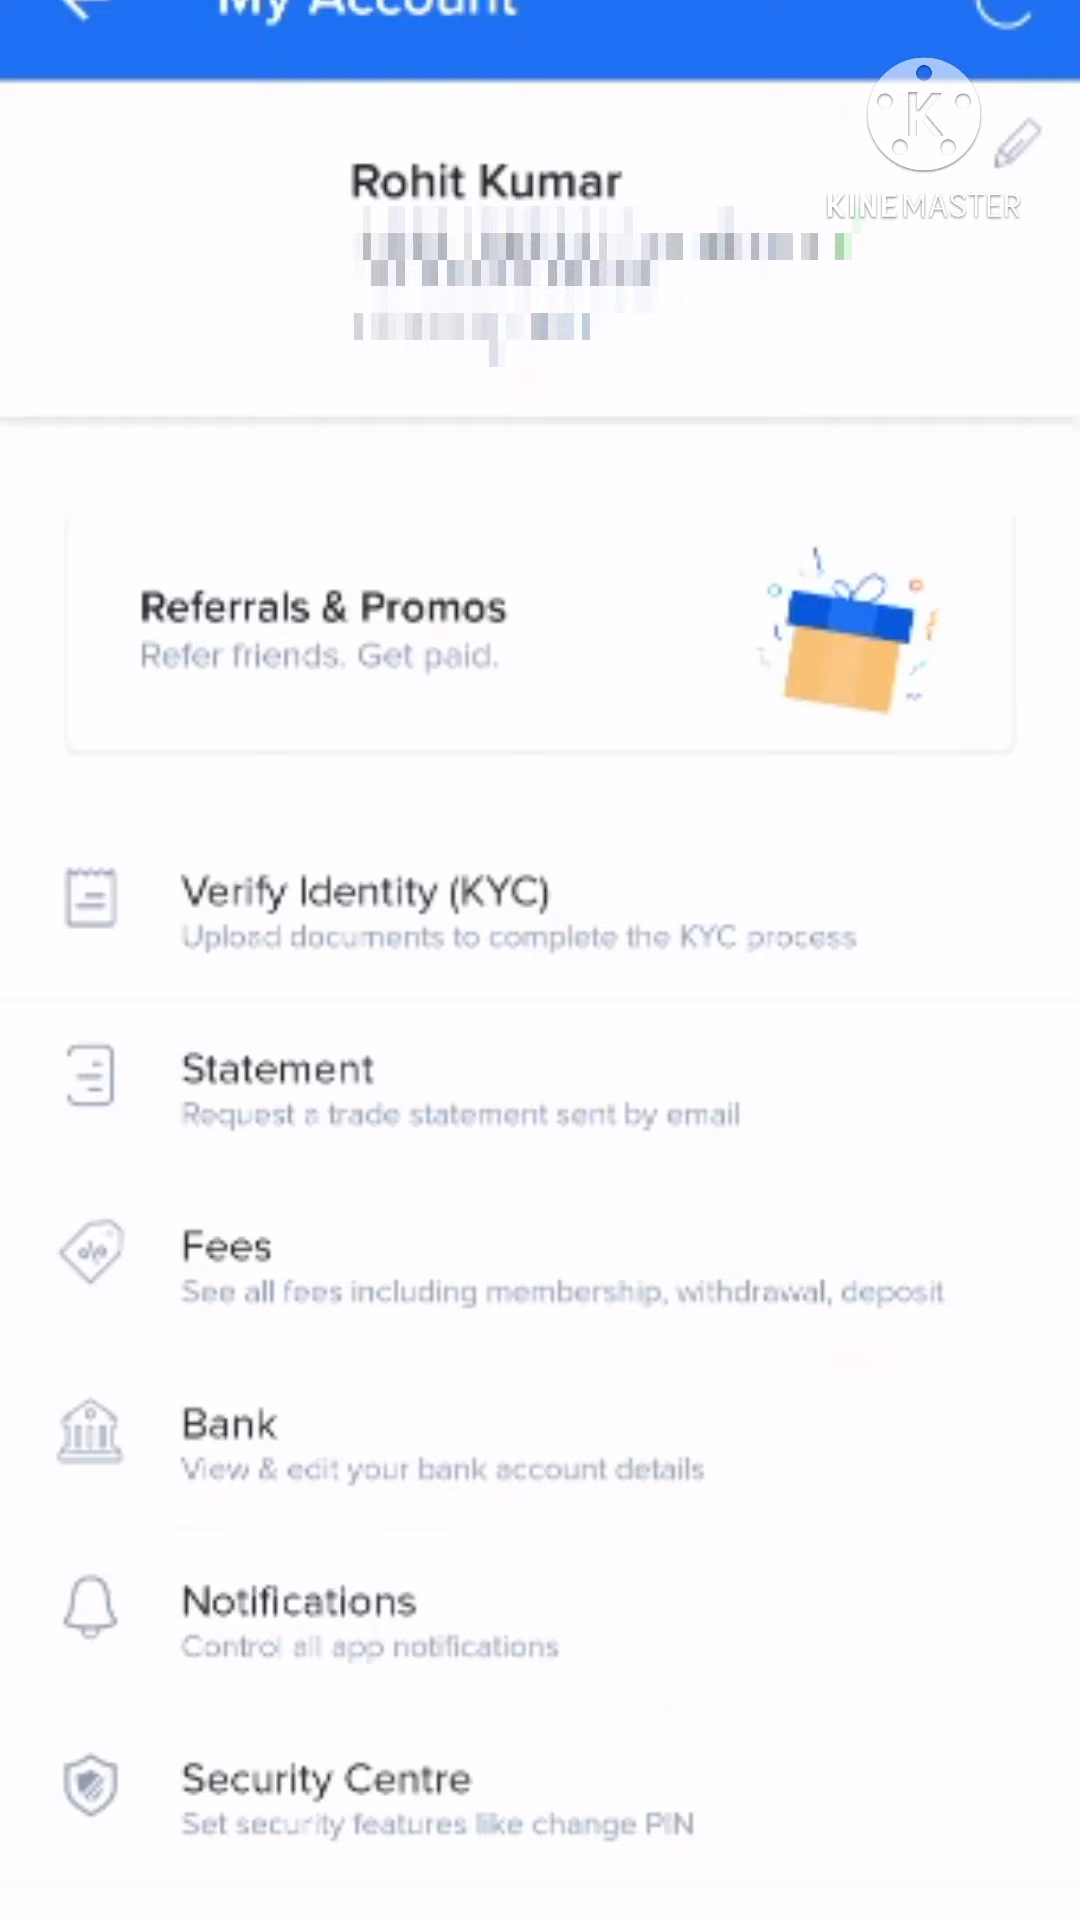 My Account
K
KINEMASTER
Rohit Kumar
Referrals & Promos
Refer friends. Get paid.
Verify Identity (KYC)
Upload documents to complete the KYC process
Statement
Request a trade statement sent by email
Fees
See all fees including membership, withdrawal, deposit
Bank
View & edit your bank account details
Notifications
Control all app notifications
Security Centre
Set security features like change PIN